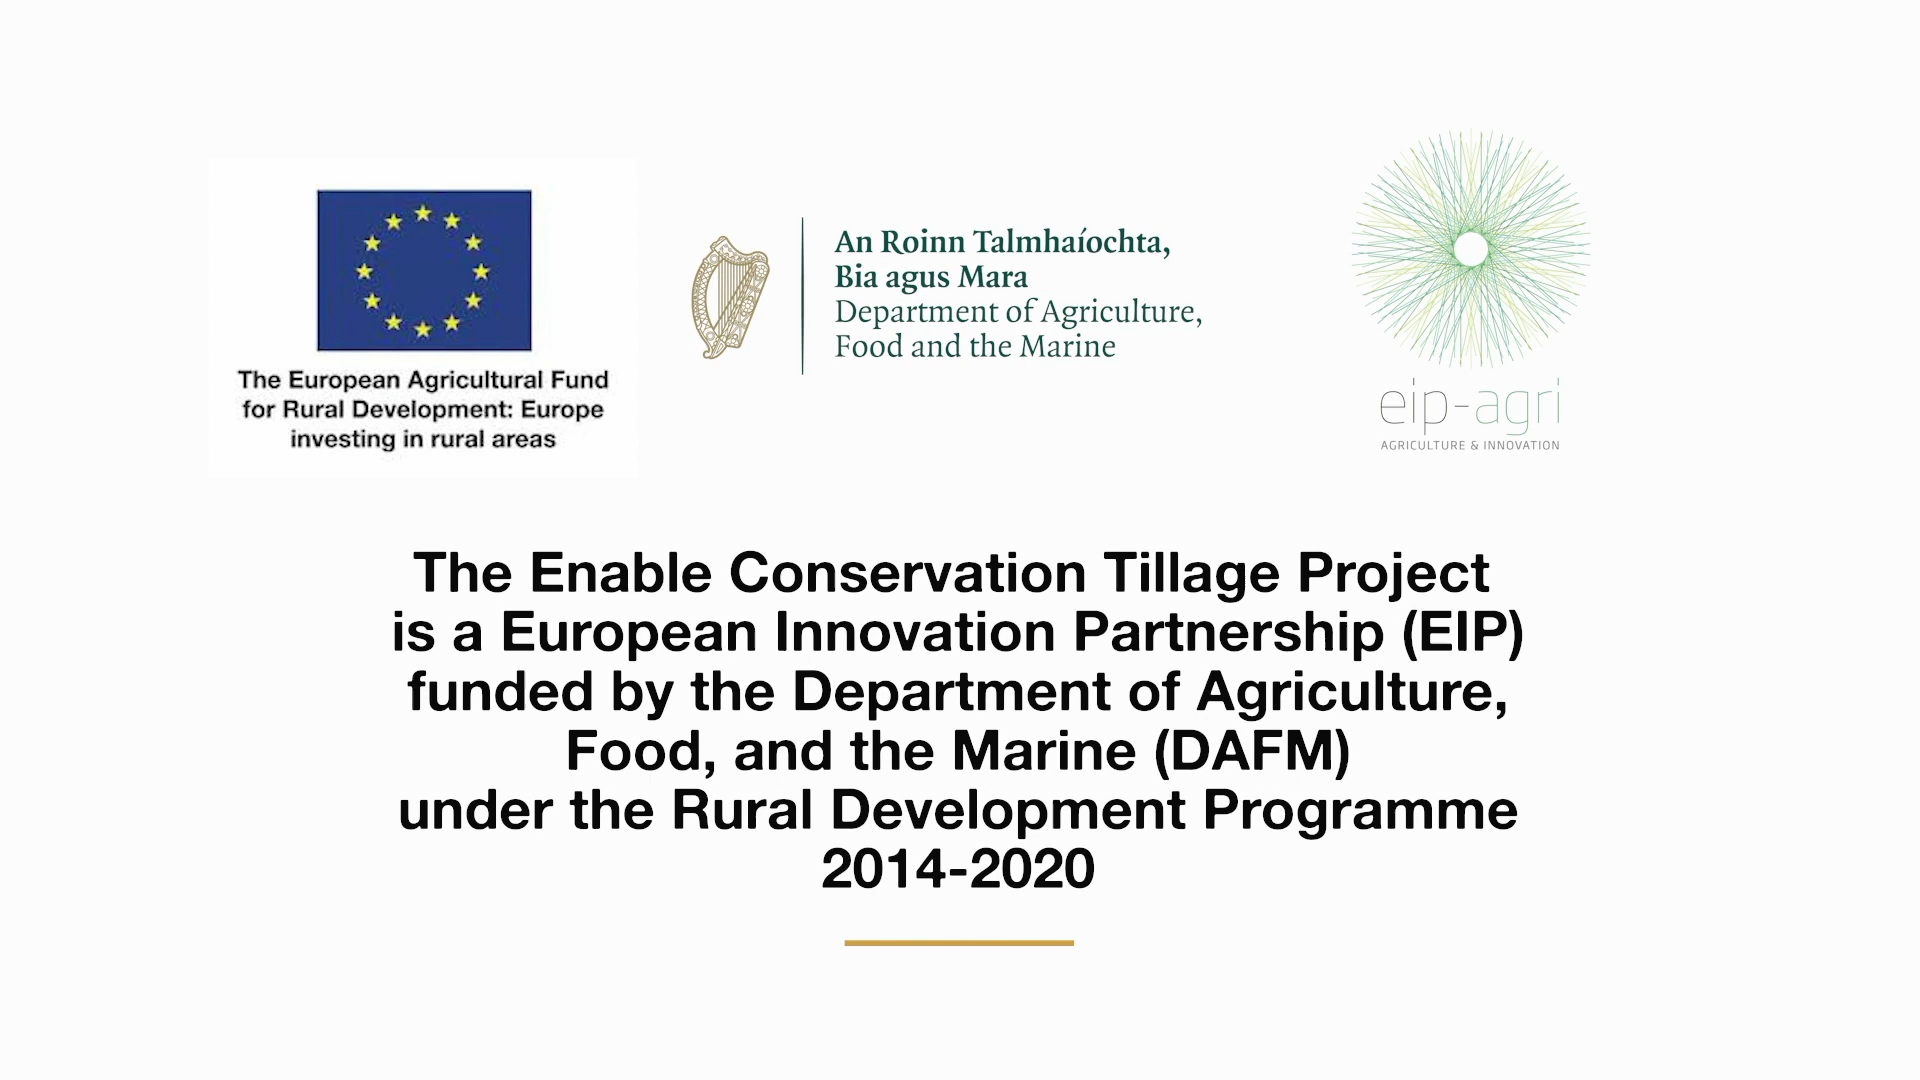 The European Agricultural Fund
for Rural Development: Europe
investing in rural areas
An Roinn Talmhaíochta,
Bia agus Mara
Department of Agriculture,
Food and the Marine
eip-agri
AGRICULTURE & INNOVATION
The Enable Conservation Tillage Project
is a European Innovation Partnership (EIP)
funded by the Department of Agriculture,
Food, and the Marine (DAFM)
under the Rural Development Programme
2014-2020